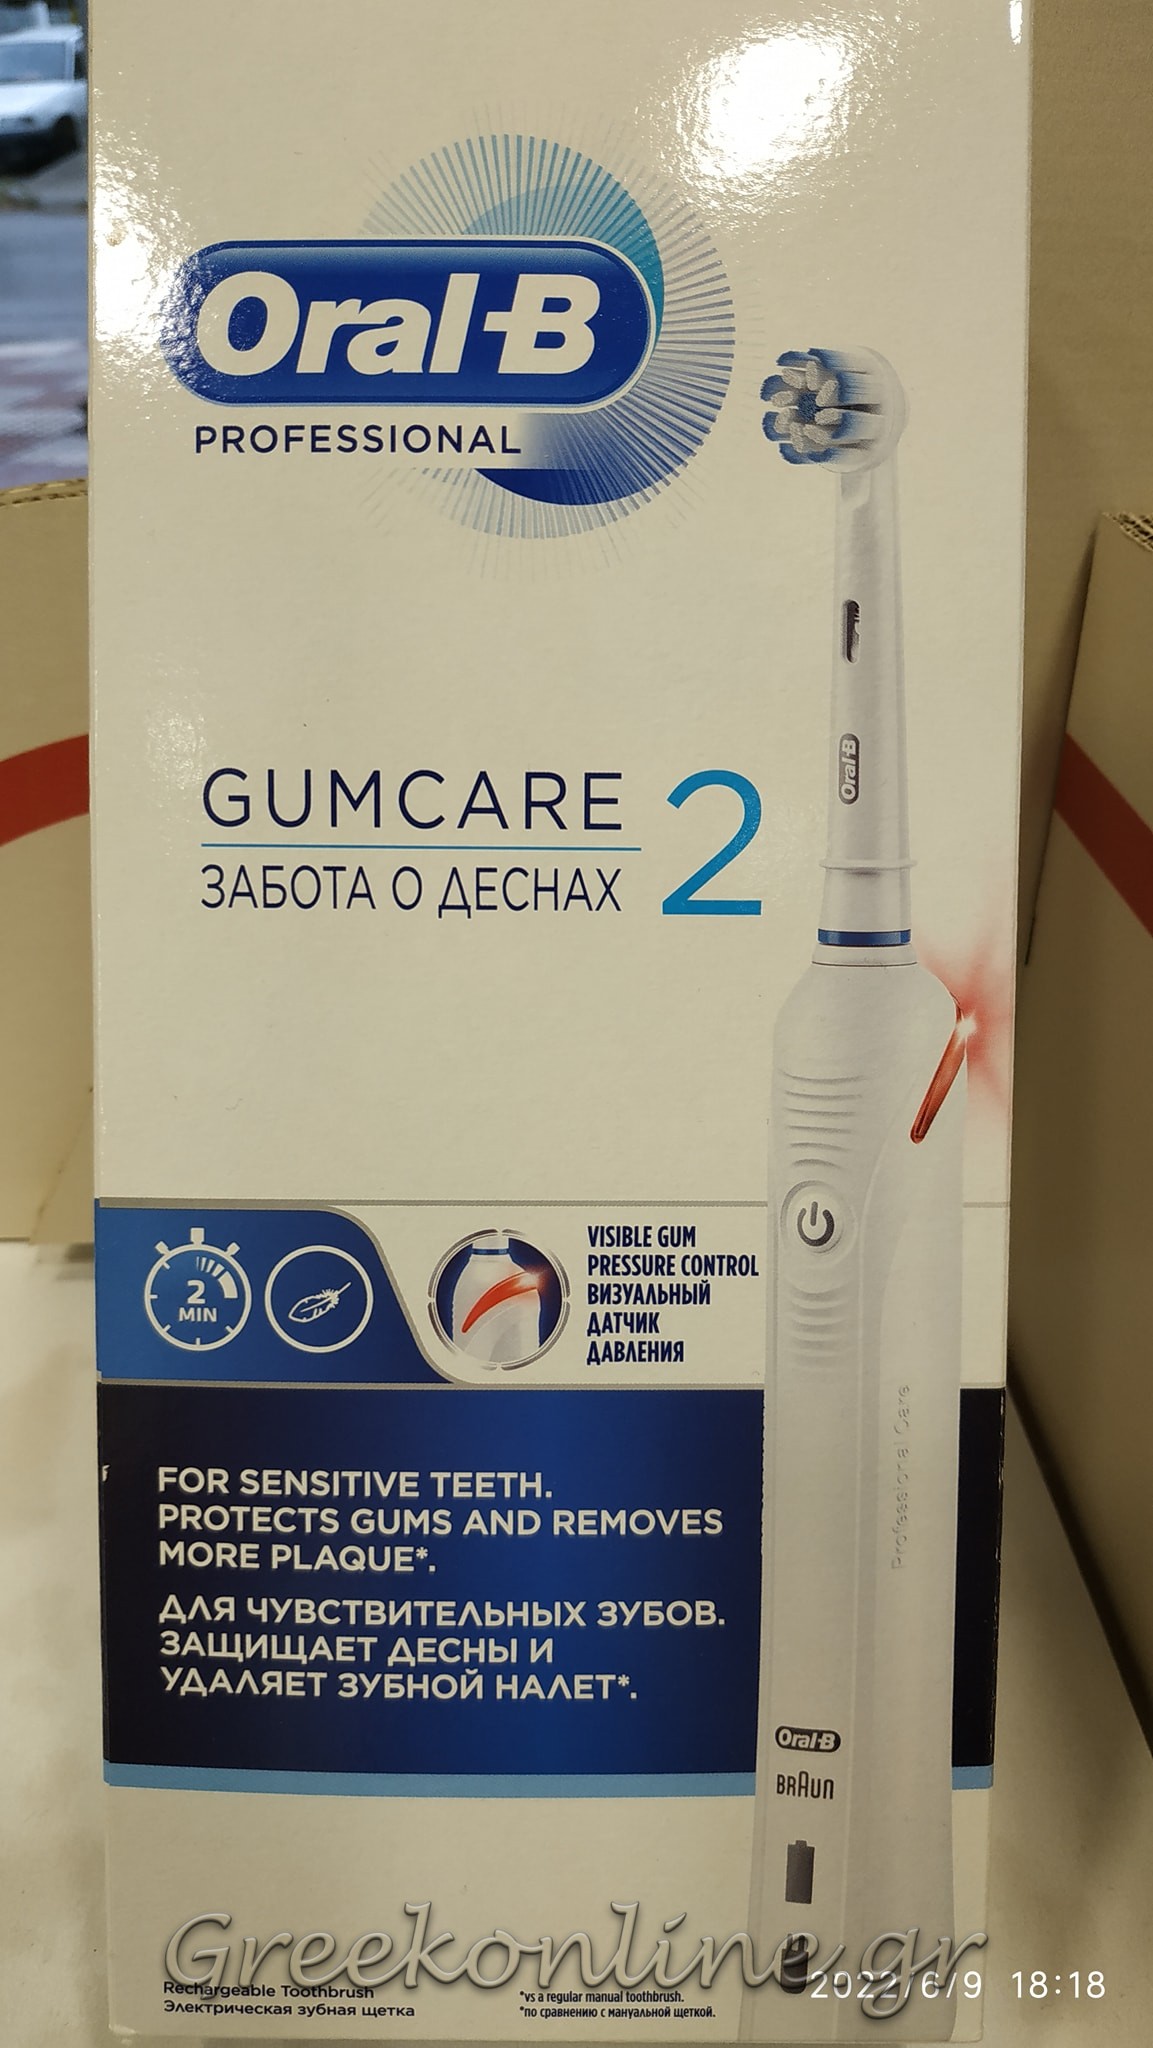 Oral-B
PROFESSIONAL
Oral-B
GUMCARE 2
ЗАБОТА О ДЕСНАХ
2
MIN
VISIBLE GUM
PRESSURE CONTROL
ВИЗУАЛЬНЫЙ
ДАТЧИК
ДАВЛЕНИЯ
Professional Care
FOR SENSITIVE TEETH.
PROTECTS GUMS AND REMOVES
MORE PLAQUE*.
ДЛЯ ЧУВСТВИТЕЛЬНЫХ ЗУБОВ.
ЗАЩИЩАЕТ ДЕСНЫ И
УДАЛЯЕТ ЗУБНОЙ НАЛЕТ*.
Oral-B
BRAUN
Greekonline.gr
Rechargeable Toothbrush
Электрическая зубная щетка
*vs a regular manual toothbrush.
*по сравнению с мануальной щеткой.
2022/6/9 18:18